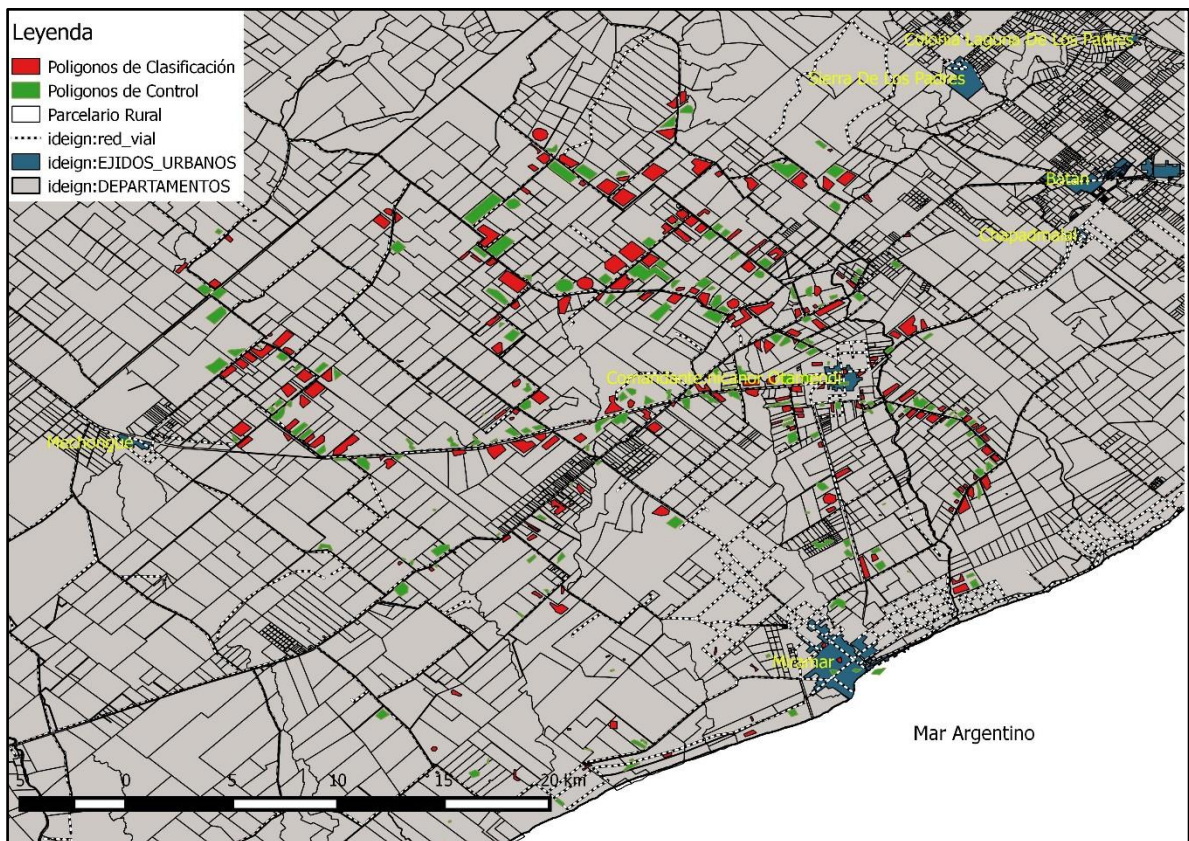 Leyenda
Poligonos de Clasificación
Poligonos de Control
Parcelario Rural
ideign:red_vial
ideign:EJIDOS_URBANOS
ideign:DEPARTAMENTOS
Colonia Laguna De Los Padres
Sierra De Los Padres
Batan
Chapadmalal
Comandante Nicanor Otamendi
Mechongue
Miramar
Mar Argentino
5 0 5 10 15 20 Km